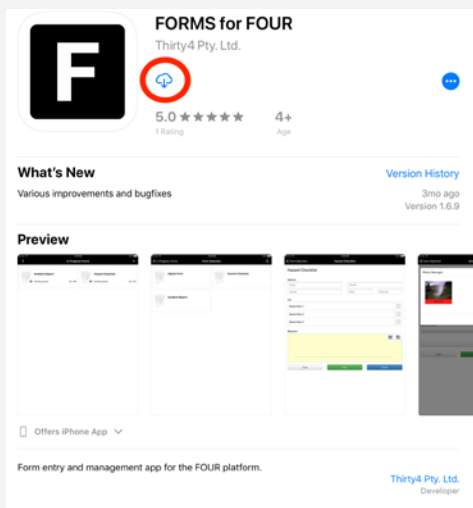 F
FORMS for FOUR
Thirty4 Pty. Ltd.
5.0 ★★★★★ 4+
1 Rating Age
What's New Version History
Various improvements and bugfixes 3mo ago
Version 1.6.9
Preview
Hazard Checklist
Offers iPhone App
Form entry and management app for the FOUR platform.
Thirty4 Pty. Ltd.
Developer